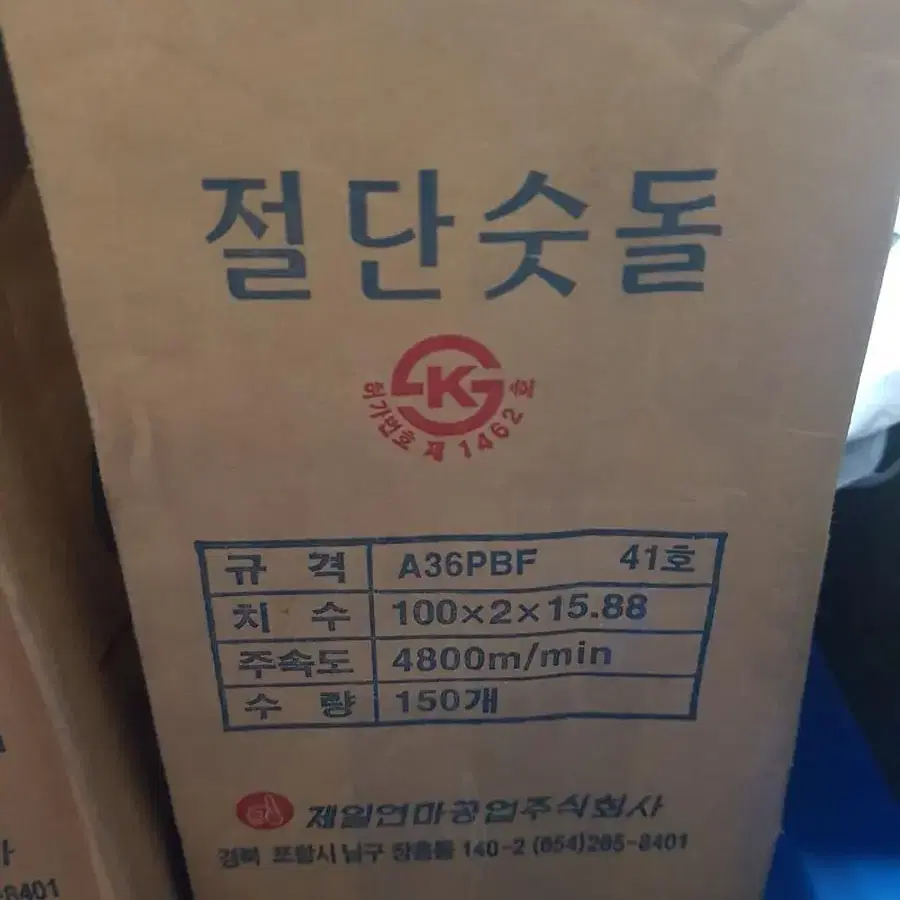 절단숫돌
K
허가번호 제 1462 호
규 격 A36PBF 41호
치 수 100×2×15.88
주속도 4800m/min
수 량 150개
제일연마공업주식회사
경북 포항시 남구 장흥동 140-2 (054)285-8401
8401